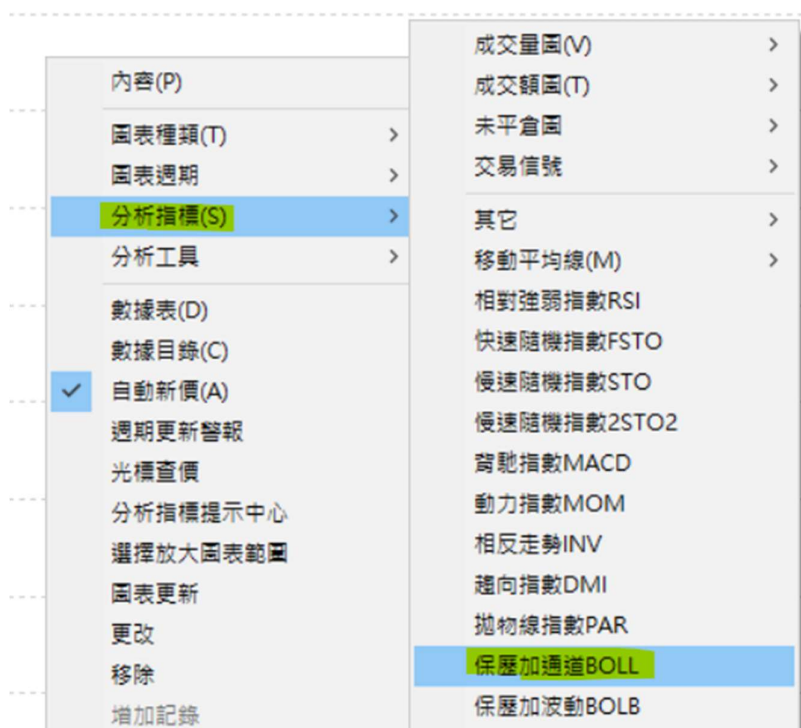 內容(P)
圖表種類(T)
圖表週期
分析指標(S)
分析工具
數據表(D)
數據目錄(C)
自動新價(A)
週期更新警報
光標查價
分析指標提示中心
選擇放大圖表範圍
圖表更新
更改
移除
增加記錄
成交量圖(V)
成交額圖(T)
未平倉圖
交易信號
其它
移動平均線(M)
相對強弱指數RSI
快速隨機指數FSTO
慢速隨機指數STO
慢速隨機指數2STO2
背馳指數MACD
動力指數MOM
相反走勢INV
趨向指數DMI
拋物線指數PAR
保歷加通道BOLL
保歷加波動BOLB